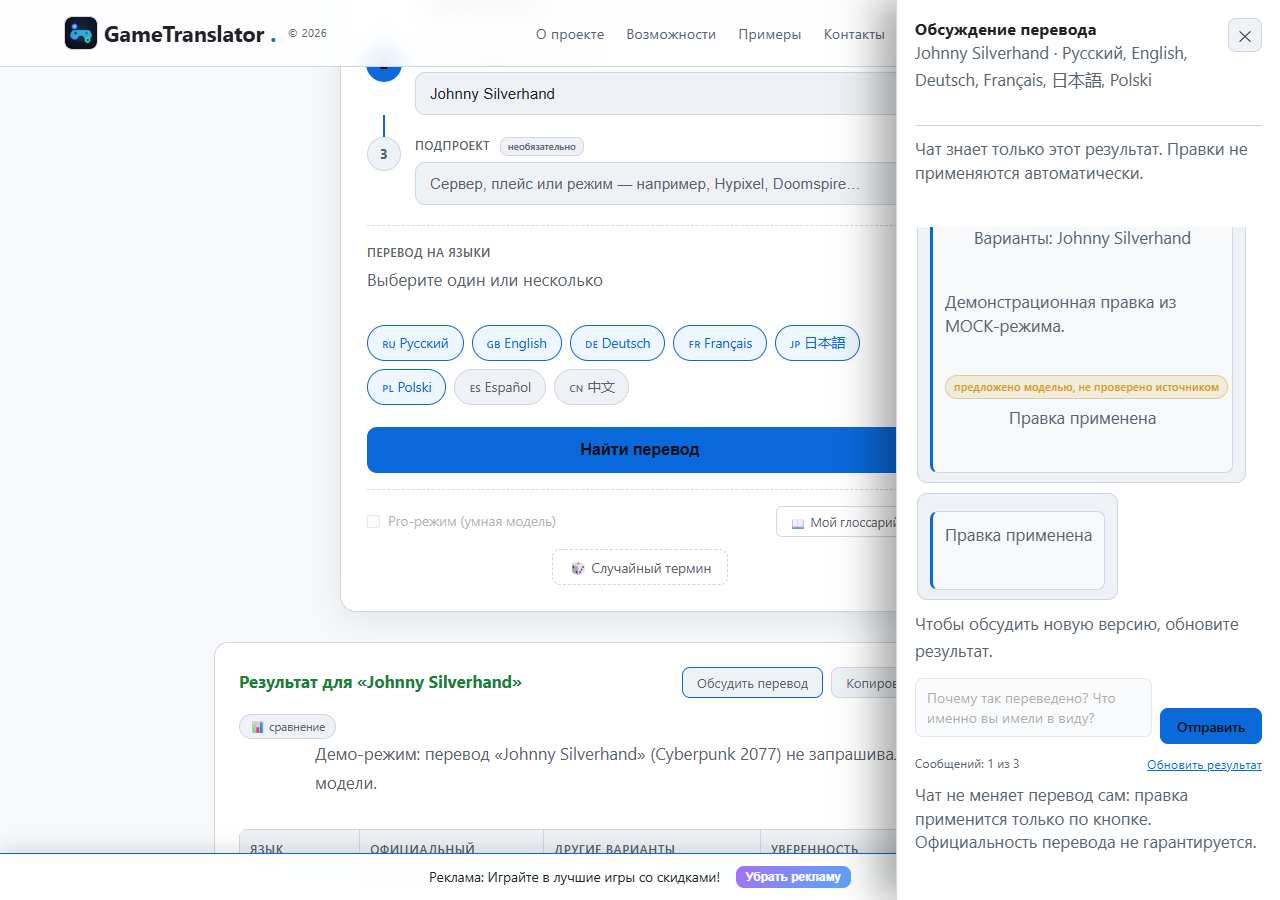 GameTranslator .
© 2026
О проекте
Возможности
Примеры
Контакты
Johnny Silverhand
3
ПОДПРОЕКТ
необязательно
Сервер, плейс или режим — например, Hypixel, Doomspire…
ПЕРЕВОД НА ЯЗЫКИ
Выберите один или несколько
RU Русский
GB English
DE Deutsch
FR Français
JP 日本語
PL Polski
ES Español
CN 中文
Найти перевод
Pro-режим (умная модель)
Мой глоссарий
Случайный термин
Результат для «Johnny Silverhand»
Обсудить перевод
Копиров
сравнение
Демо-режим: перевод «Johnny Silverhand» (Cyberpunk 2077) не запрашива
модели.
ЯЗЫК
ОФИЦИАЛЬНЫЙ
ДРУГИЕ ВАРИАНТЫ
УВЕРЕННОСТЬ
Реклама: Играйте в лучшие игры со скидками!
Убрать рекламу
Обсуждение перевода
Johnny Silverhand · Русский, English,
Deutsch, Français, 日本語, Polski
Чат знает только этот результат. Правки не
применяются автоматически.
Варианты: Johnny Silverhand
Демонстрационная правка из
МОСК-режима.
предложено моделью, не проверено источником
Правка применена
Правка применена
Чтобы обсудить новую версию, обновите
результат.
Почему так переведено? Что
именно вы имели в виду?
Отправить
Сообщений: 1 из 3
Обновить результат
Чат не меняет перевод сам: правка
применится только по кнопке.
Официальность перевода не гарантируется.